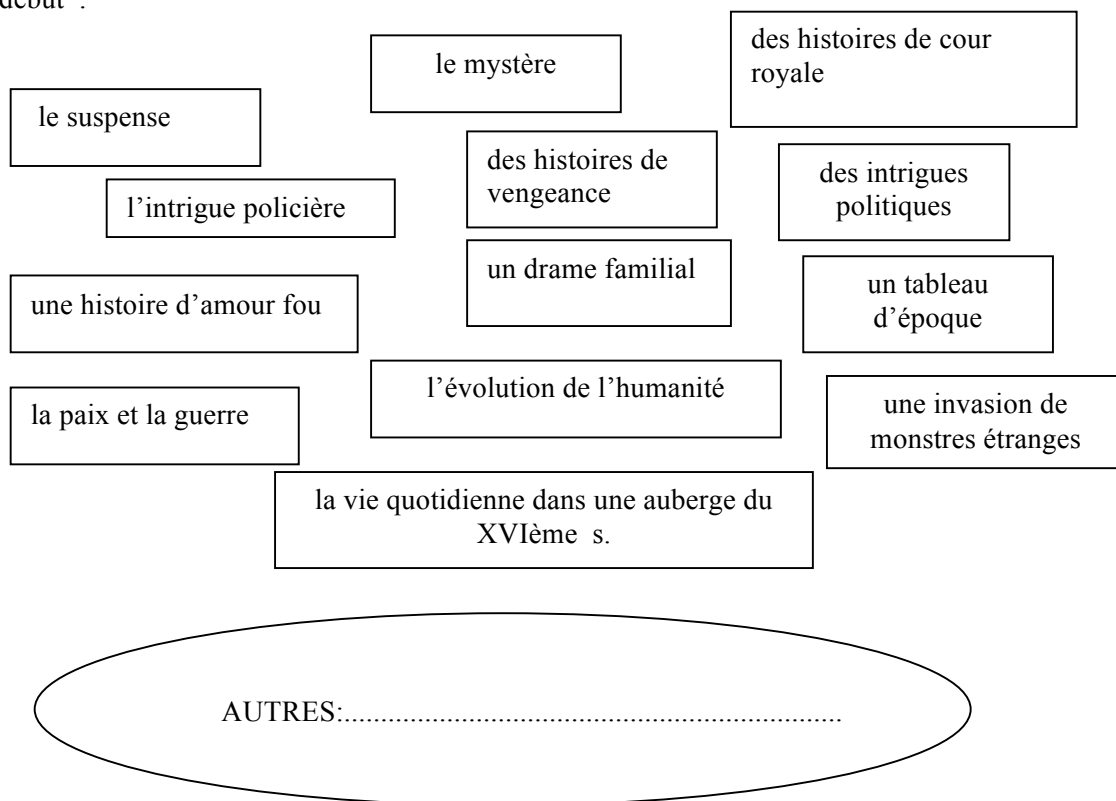 début :
le mystère
des histoires de cour
royale
le suspense
des histoires de
vengeance
des intrigues
politiques
l’intrigue policière
un drame familial
une histoire d’amour fou
un tableau
d’époque
l’évolution de l’humanité
la paix et la guerre
une invasion de
monstres étranges
la vie quotidienne dans une auberge du
XVIème s.
AUTRES:....................................................................